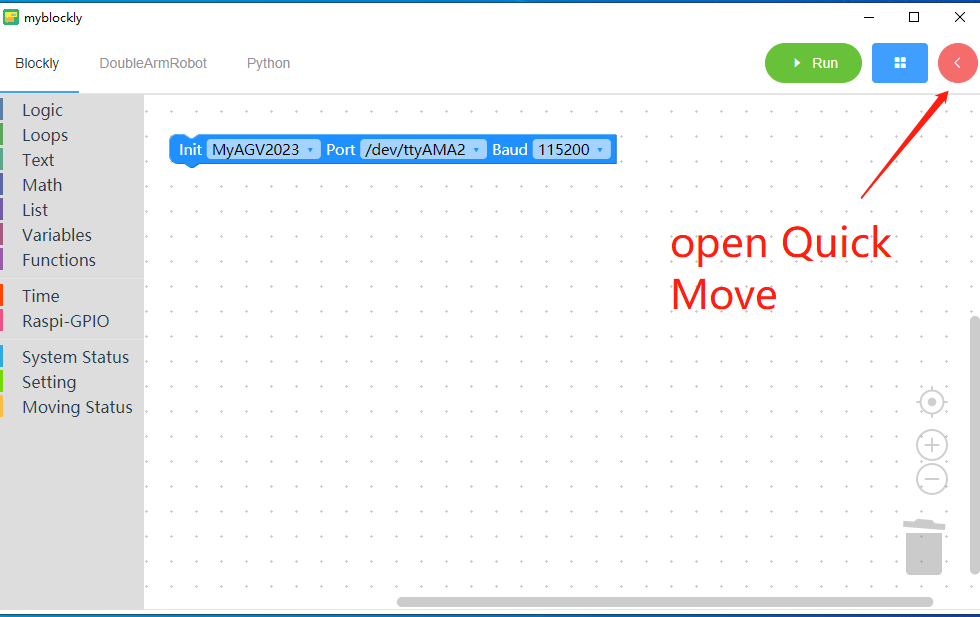 myblockly
Blockly DoubleArmRobot Python Run
Logic
Loops
Text
Math
List
Variables
Functions
Time
Raspi-GPIO
System Status
Setting
Moving Status
Init MyAGV2023 Port /dev/ttyAMA2 Baud 115200
open Quick
Move